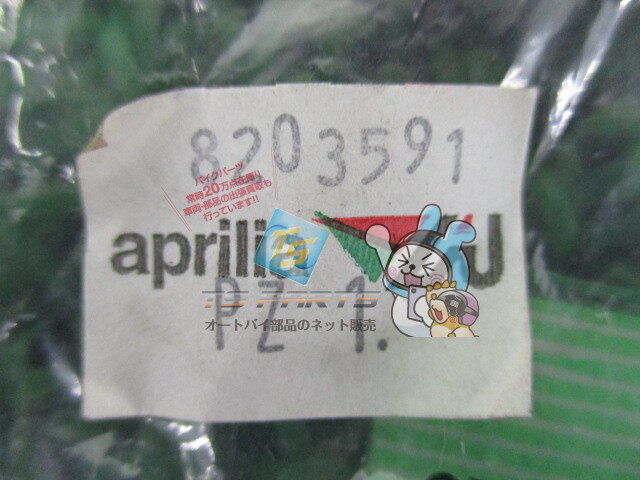 8203591
バイクパーツ
常時20万点在庫!!
車両・部品の出張買取も
行っています!!
aprilia
TS PARTS
オートバイ部品のネット販売
PZ 1.